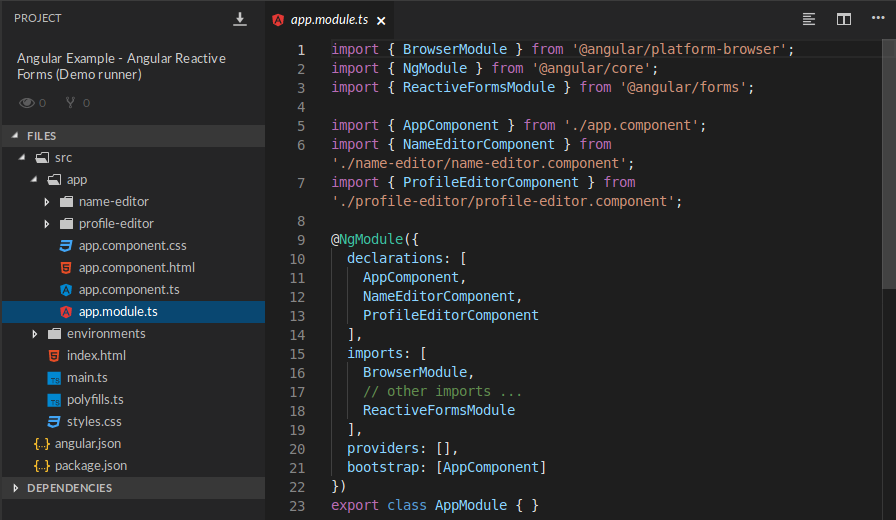 PROJECT
Angular Example - Angular Reactive
Forms (Demo runner)
0 0
FILES
src
app
name-editor
profile-editor
app.component.css
app.component.html
app.component.ts
app.module.ts
environments
index.html
main.ts
polyfills.ts
styles.css
angular.json
package.json
DEPENDENCIES
app.module.ts
1 import { BrowserModule } from '@angular/platform-browser';
2 import { NgModule } from '@angular/core';
3 import { ReactiveFormsModule } from '@angular/forms';
4
5 import { AppComponent } from './app.component';
6 import { NameEditorComponent } from
'./name-editor/name-editor.component';
7 import { ProfileEditorComponent } from
'./profile-editor/profile-editor.component';
8
9 @NgModule({
10   declarations: [
11     AppComponent,
12     NameEditorComponent,
13     ProfileEditorComponent
14   ],
15   imports: [
16     BrowserModule,
17     // other imports ...
18     ReactiveFormsModule
19   ],
20   providers: [],
21   bootstrap: [AppComponent]
22 })
23 export class AppModule { }